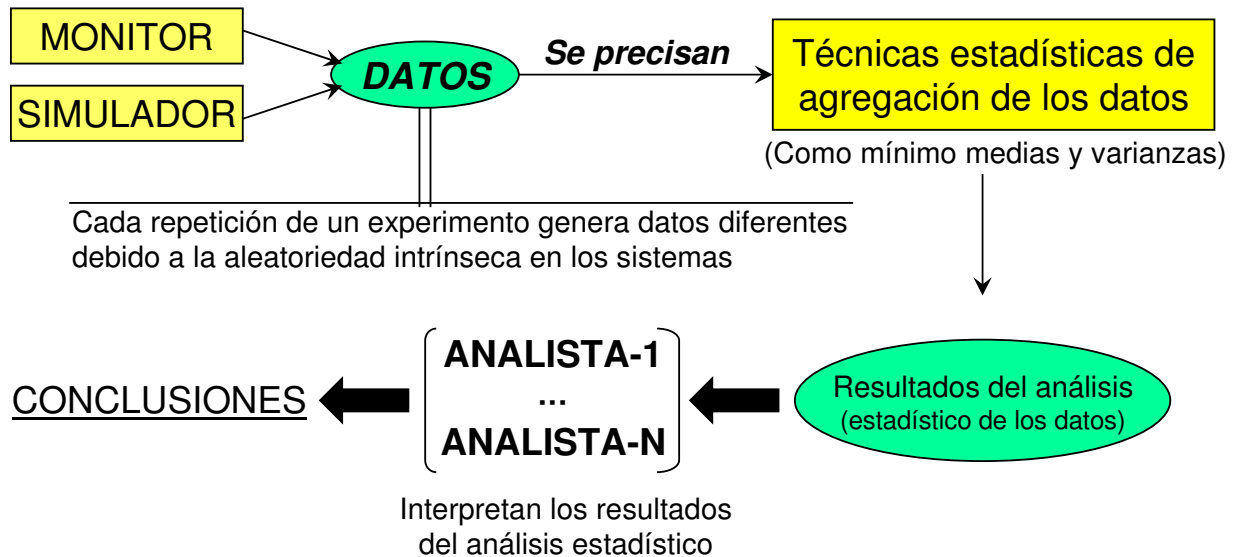 MONITOR
SIMULADOR
DATOS
Se precisan
Técnicas estadísticas de
agregación de los datos
(Como mínimo medias y varianzas)
Cada repetición de un experimento genera datos diferentes
debido a la aleatoriedad intrínseca en los sistemas
Resultados del análisis
(estadístico de los datos)
ANALISTA-1
...
ANALISTA-N
Interpretan los resultados
del análisis estadístico
CONCLUSIONES